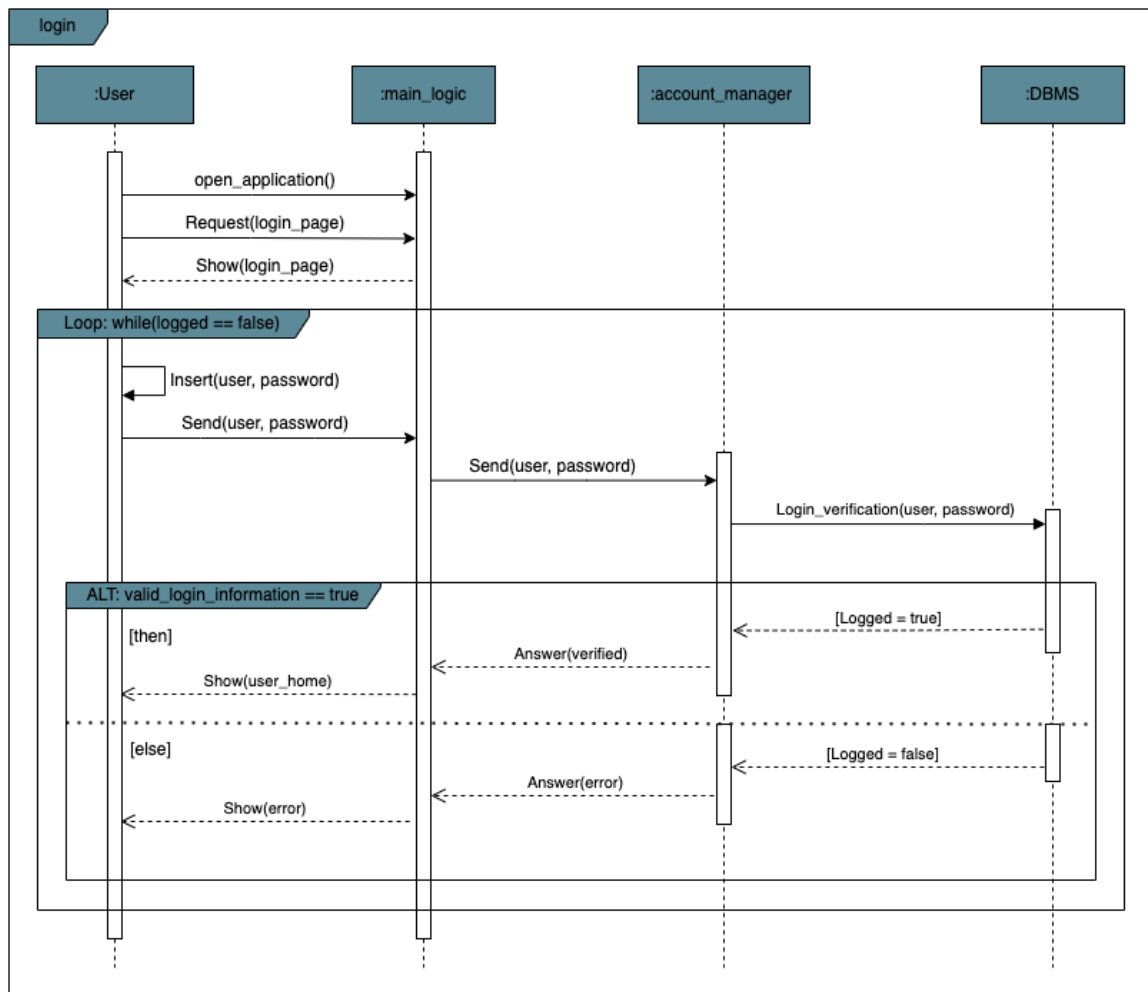 login
:User
:main_logic
:account_manager
:DBMS
open_application()
Request(login_page)
Show(login_page)
Loop: while(logged == false)
Insert(user, password)
Send(user, password)
Send(user, password)
Login_verification(user, password)
ALT: valid_login_information == true
[Logged = true]
[then]
Answer(verified)
Show(user_home)
[else]
[Logged = false]
Answer(error)
Show(error)